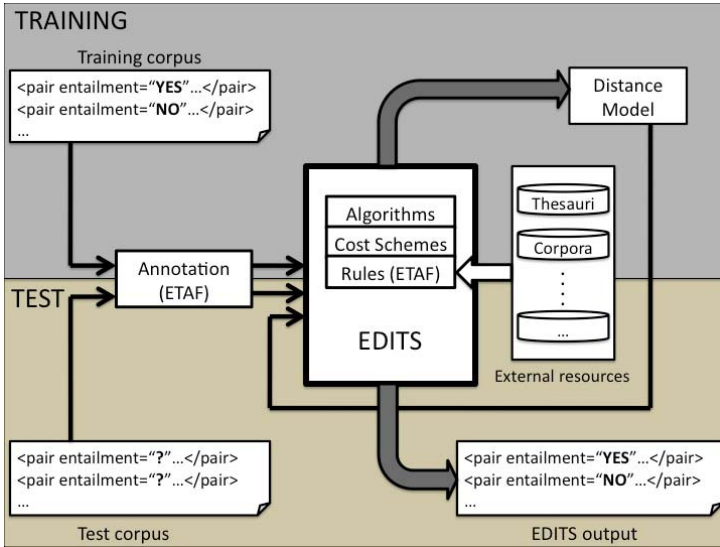 TRAINING
Training corpus
<pair entailment=“YES”...</pair>
<pair entailment=“NO”...</pair>
...
Distance
Model
Algorithms
Cost Schemes
Rules (ETAF)
EDITS
Thesauri
Corpora
...
External resources
Annotation
(ETAF)
TEST
<pair entailment=“?”...</pair>
<pair entailment=“?”...</pair>
...
Test corpus
<pair entailment=“YES”...</pair>
<pair entailment=“NO”...</pair>
...
EDITS output